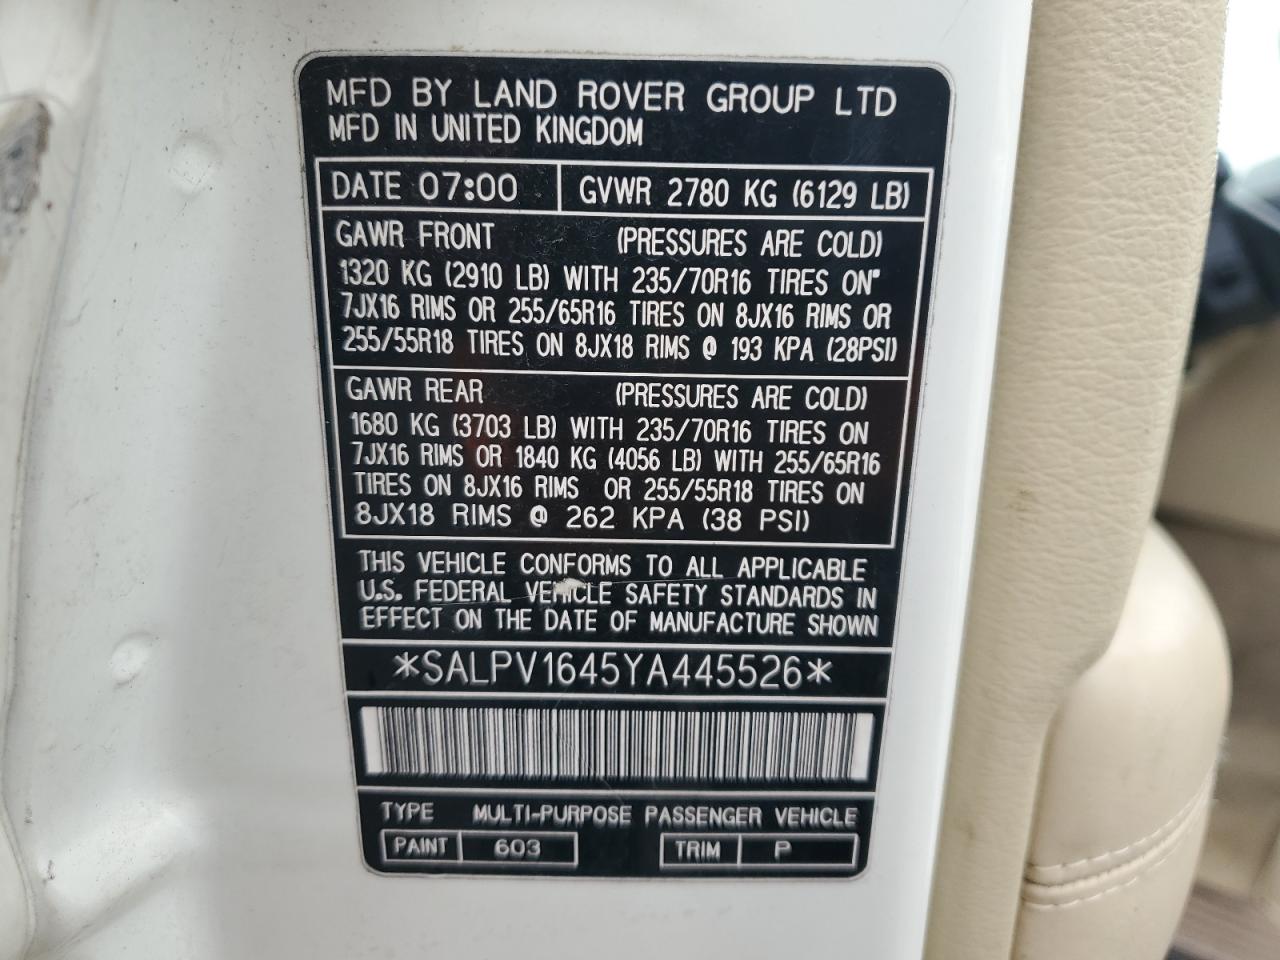 MFD BY LAND ROVER GROUP LTD
MFD IN UNITED KINGDOM
DATE 07:00 GVWR 2780 KG (6129 LB)
GAWR FRONT (PRESSURES ARE COLD)
1320 KG (2910 LB) WITH 235/70R16 TIRES ON
7JX16 RIMS OR 255/65R16 TIRES ON 8JX16 RIMS OR
255/55R18 TIRES ON 8JX18 RIMS @ 193 KPA (28PSI)
GAWR REAR (PRESSURES ARE COLD)
1680 KG (3703 LB) WITH 235/70R16 TIRES ON
7JX16 RIMS OR 1840 KG (4056 LB) WITH 255/65R16
TIRES ON 8JX16 RIMS OR 255/55R18 TIRES ON
8JX18 RIMS @ 262 KPA (38 PSI)
THIS VEHICLE CONFORMS TO ALL APPLICABLE
U.S. FEDERAL VEHICLE SAFETY STANDARDS IN
EFFECT ON THE DATE OF MANUFACTURE SHOWN
*SALPV1645YA445526*
TYPE MULTI-PURPOSE PASSENGER VEHICLE
PAINT 603 TRIM P